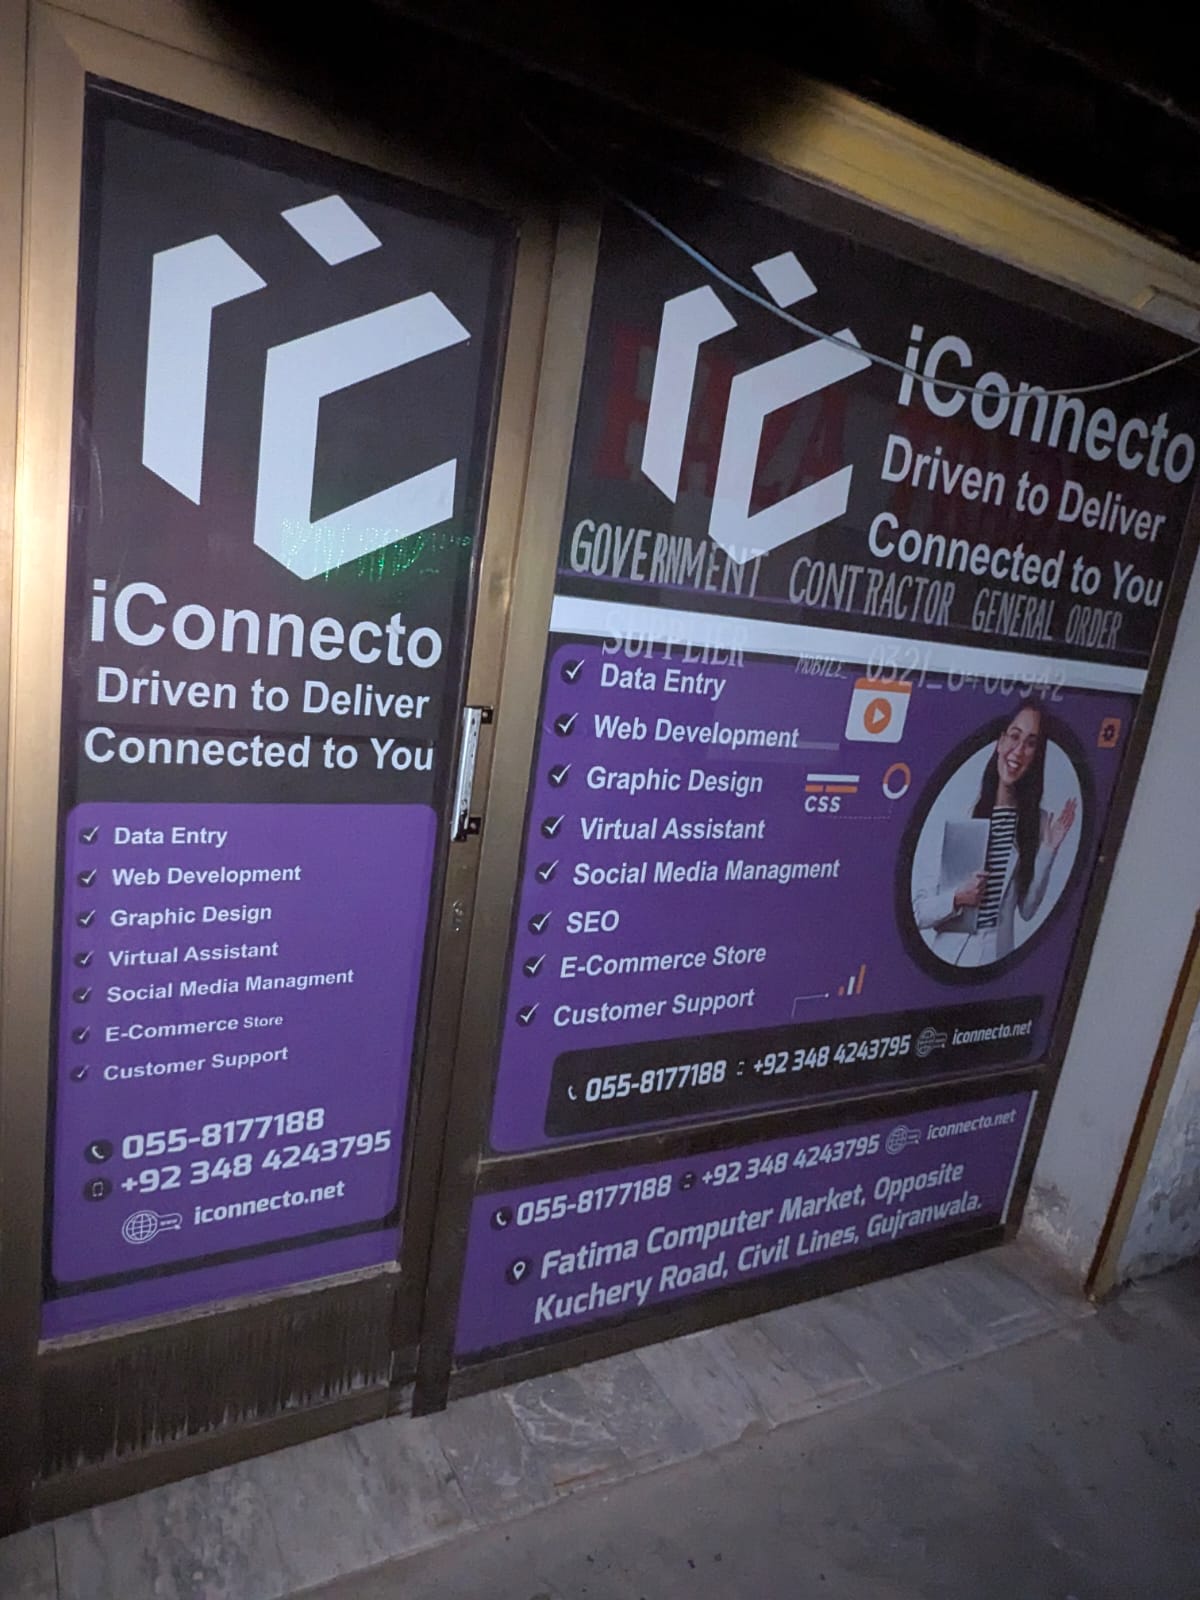 iConnecto
Driven to Deliver
Connected to You
Data Entry
Web Development
Graphic Design
Virtual Assistant
Social Media Managment
E-Commerce Store
Customer Support
055-8177188
+92 348 4243795
iconnecto.net
iConnecto
Driven to Deliver
Connected to You
GOVERNMENT CONTRACTOR GENERAL ORDER
SUPPLIER
MOBILE
Data Entry
Web Development
Graphic Design
CSS
Virtual Assistant
Social Media Managment
SEO
E-Commerce Store
Customer Support
055-8177188 +92 348 4243795 iconnecto.net
055-8177188 +92 348 4243795 iconnecto.net
Fatima Computer Market, Opposite
Kuchery Road, Civil Lines, Gujranwala.